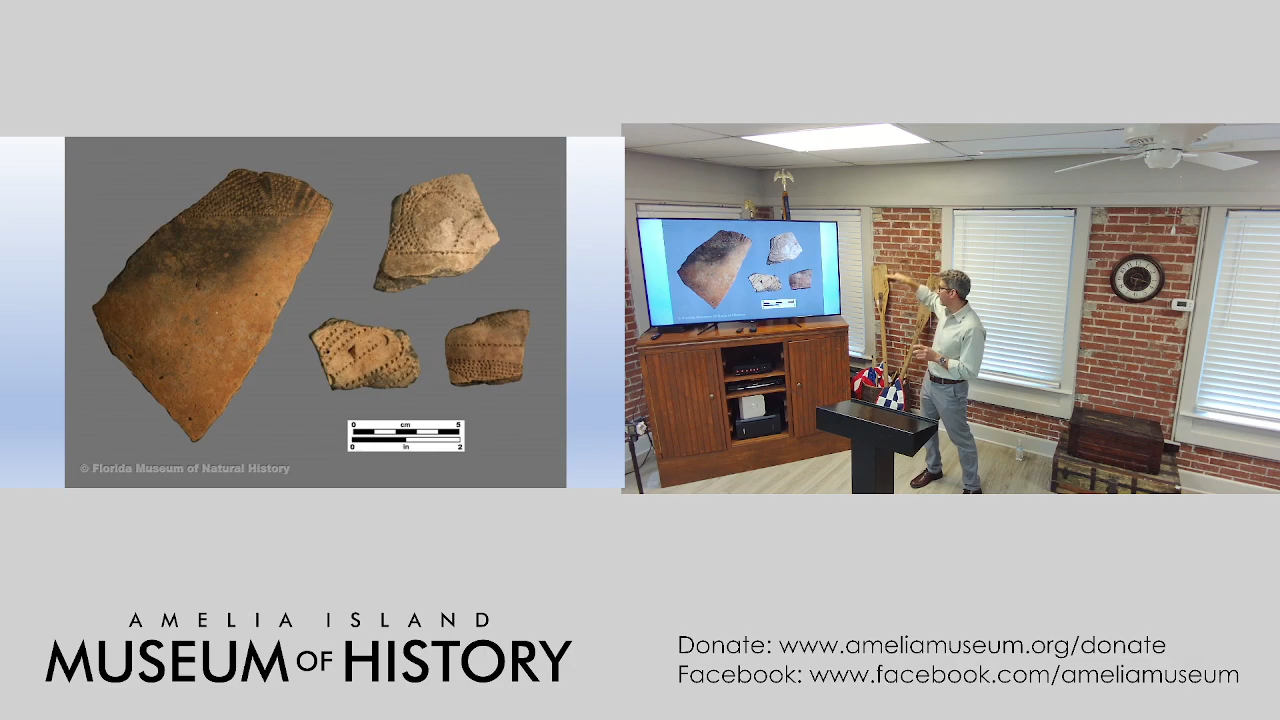 0 cm 5
0 in 2
© Florida Museum of Natural History
AMELIA ISLAND
MUSEUM OF HISTORY
Donate: www.ameliamuseum.org/donate
Facebook: www.facebook.com/ameliamuseum